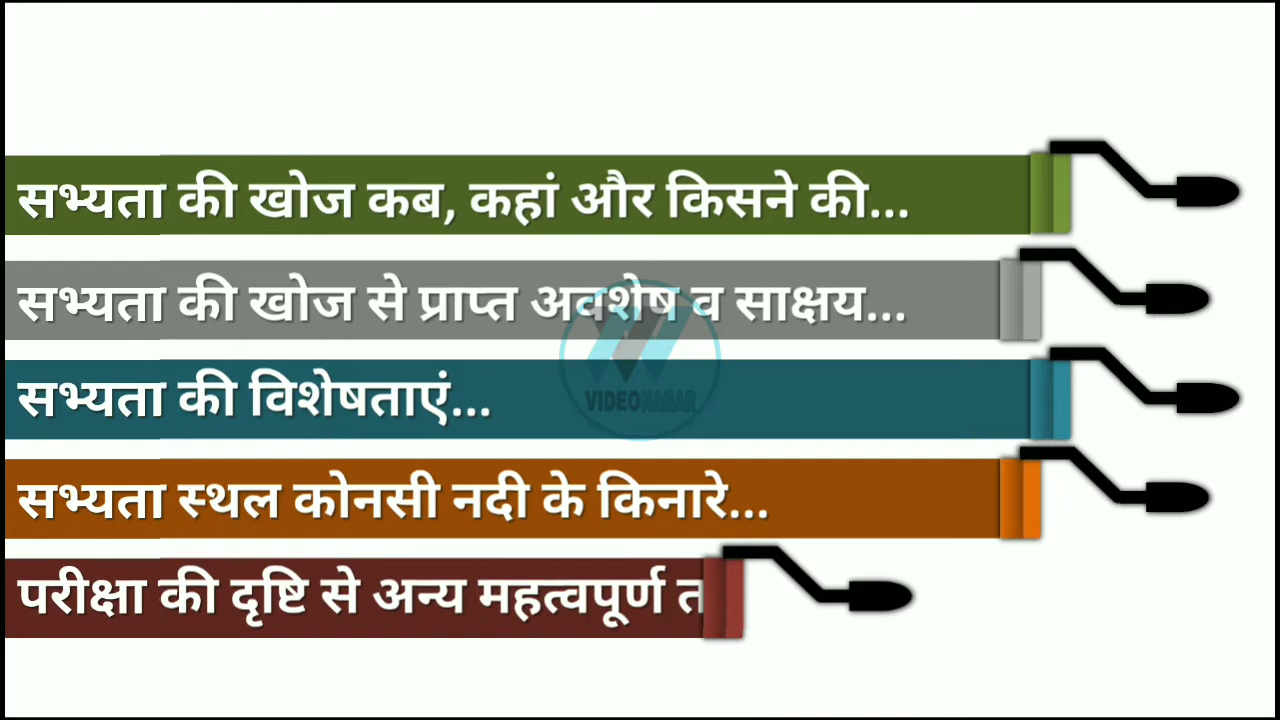 सभ्यता की खोज कब, कहां और किसने की...
सभ्यता की खोज से प्राप्त अवशेष व साक्षय...
सभ्यता की विशेषताएं...
VIDEONAGAR
सभ्यता स्थल कोनसी नदी के किनारे...
परीक्षा की दृष्टि से अन्य महत्वपूर्ण त